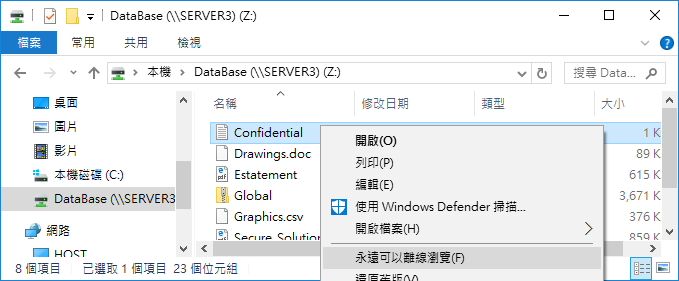 DataBase (\\SERVER3) (Z:)
檔案 常用 共用 檢視
本機 DataBase (\\SERVER3) (Z:) 搜尋 Data...
名稱 修改日期 類型 大小
桌面
圖片
影片
本機磁碟 (C:)
DataBase (\\SERVER3
網路
HOST
Confidential 1 K
Drawings.doc 89 K
Estatement 615 K
Global 3,671 K
Graphics.csv 376 K
Secure_Solution 859 K
開啟(O)
列印(P)
編輯(E)
使用 Windows Defender 掃描...
開啟檔案(H)
永遠可以離線瀏覽(F)
還原舊版(V)
8 個項目 已選取 1 個項目 23 個位元組